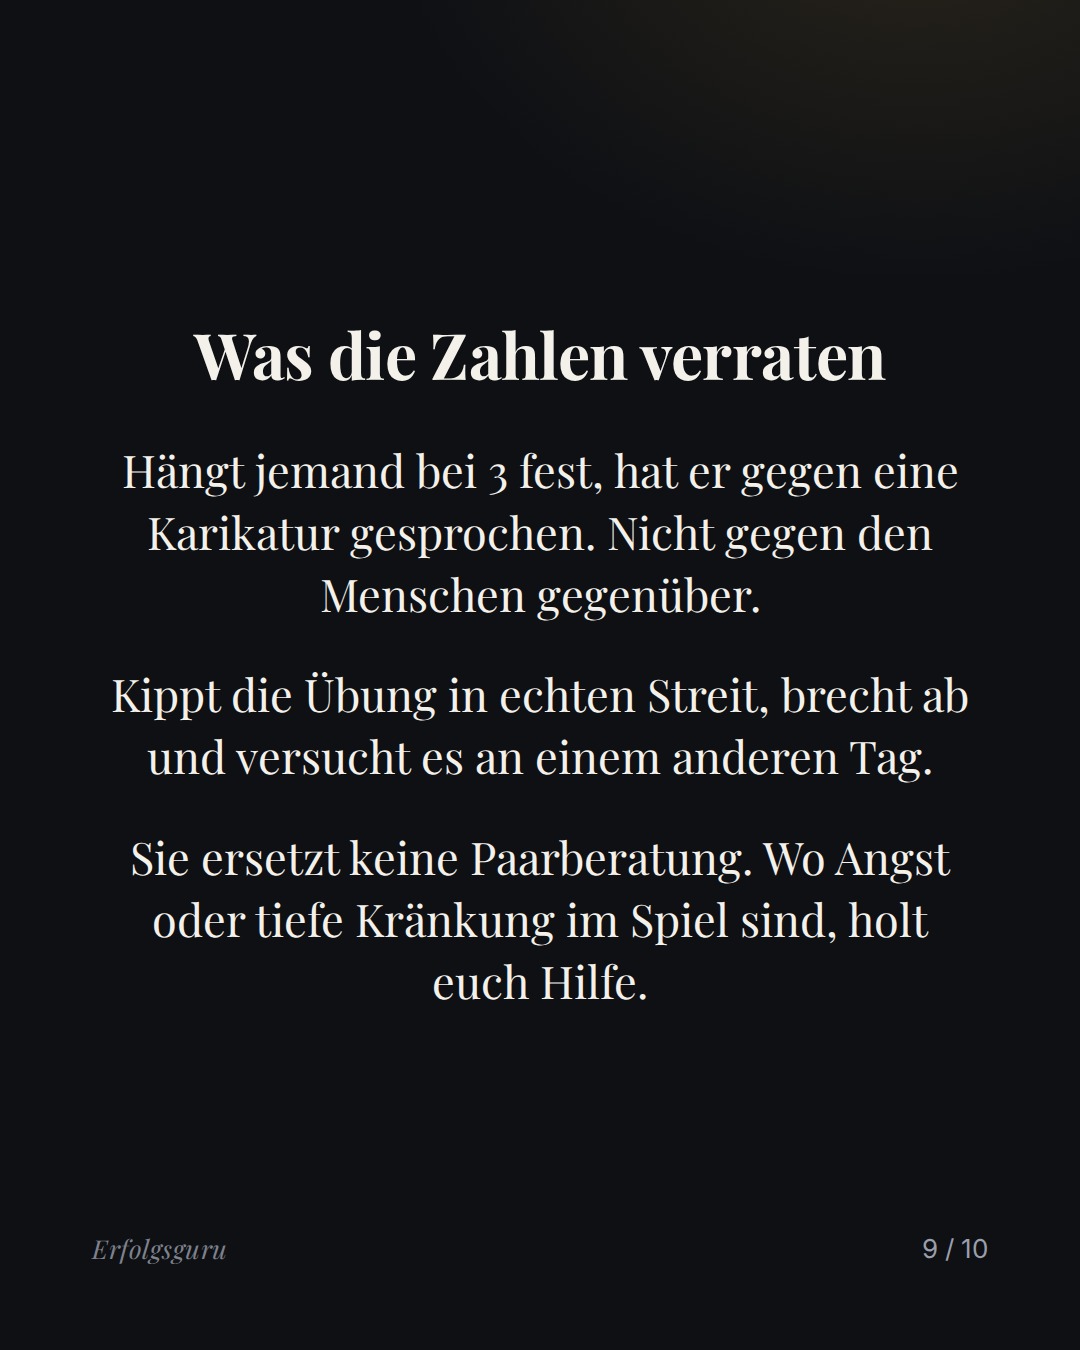 Was die Zahlen verraten
Hängt jemand bei 3 fest, hat er gegen eine
Karikatur gesprochen. Nicht gegen den
Menschen gegenüber.
Kippt die Übung in echten Streit, brecht ab
und versucht es an einem anderen Tag.
Sie ersetzt keine Paarberatung. Wo Angst
oder tiefe Kränkung im Spiel sind, holt
euch Hilfe.
Erfolgsguru
9 / 10